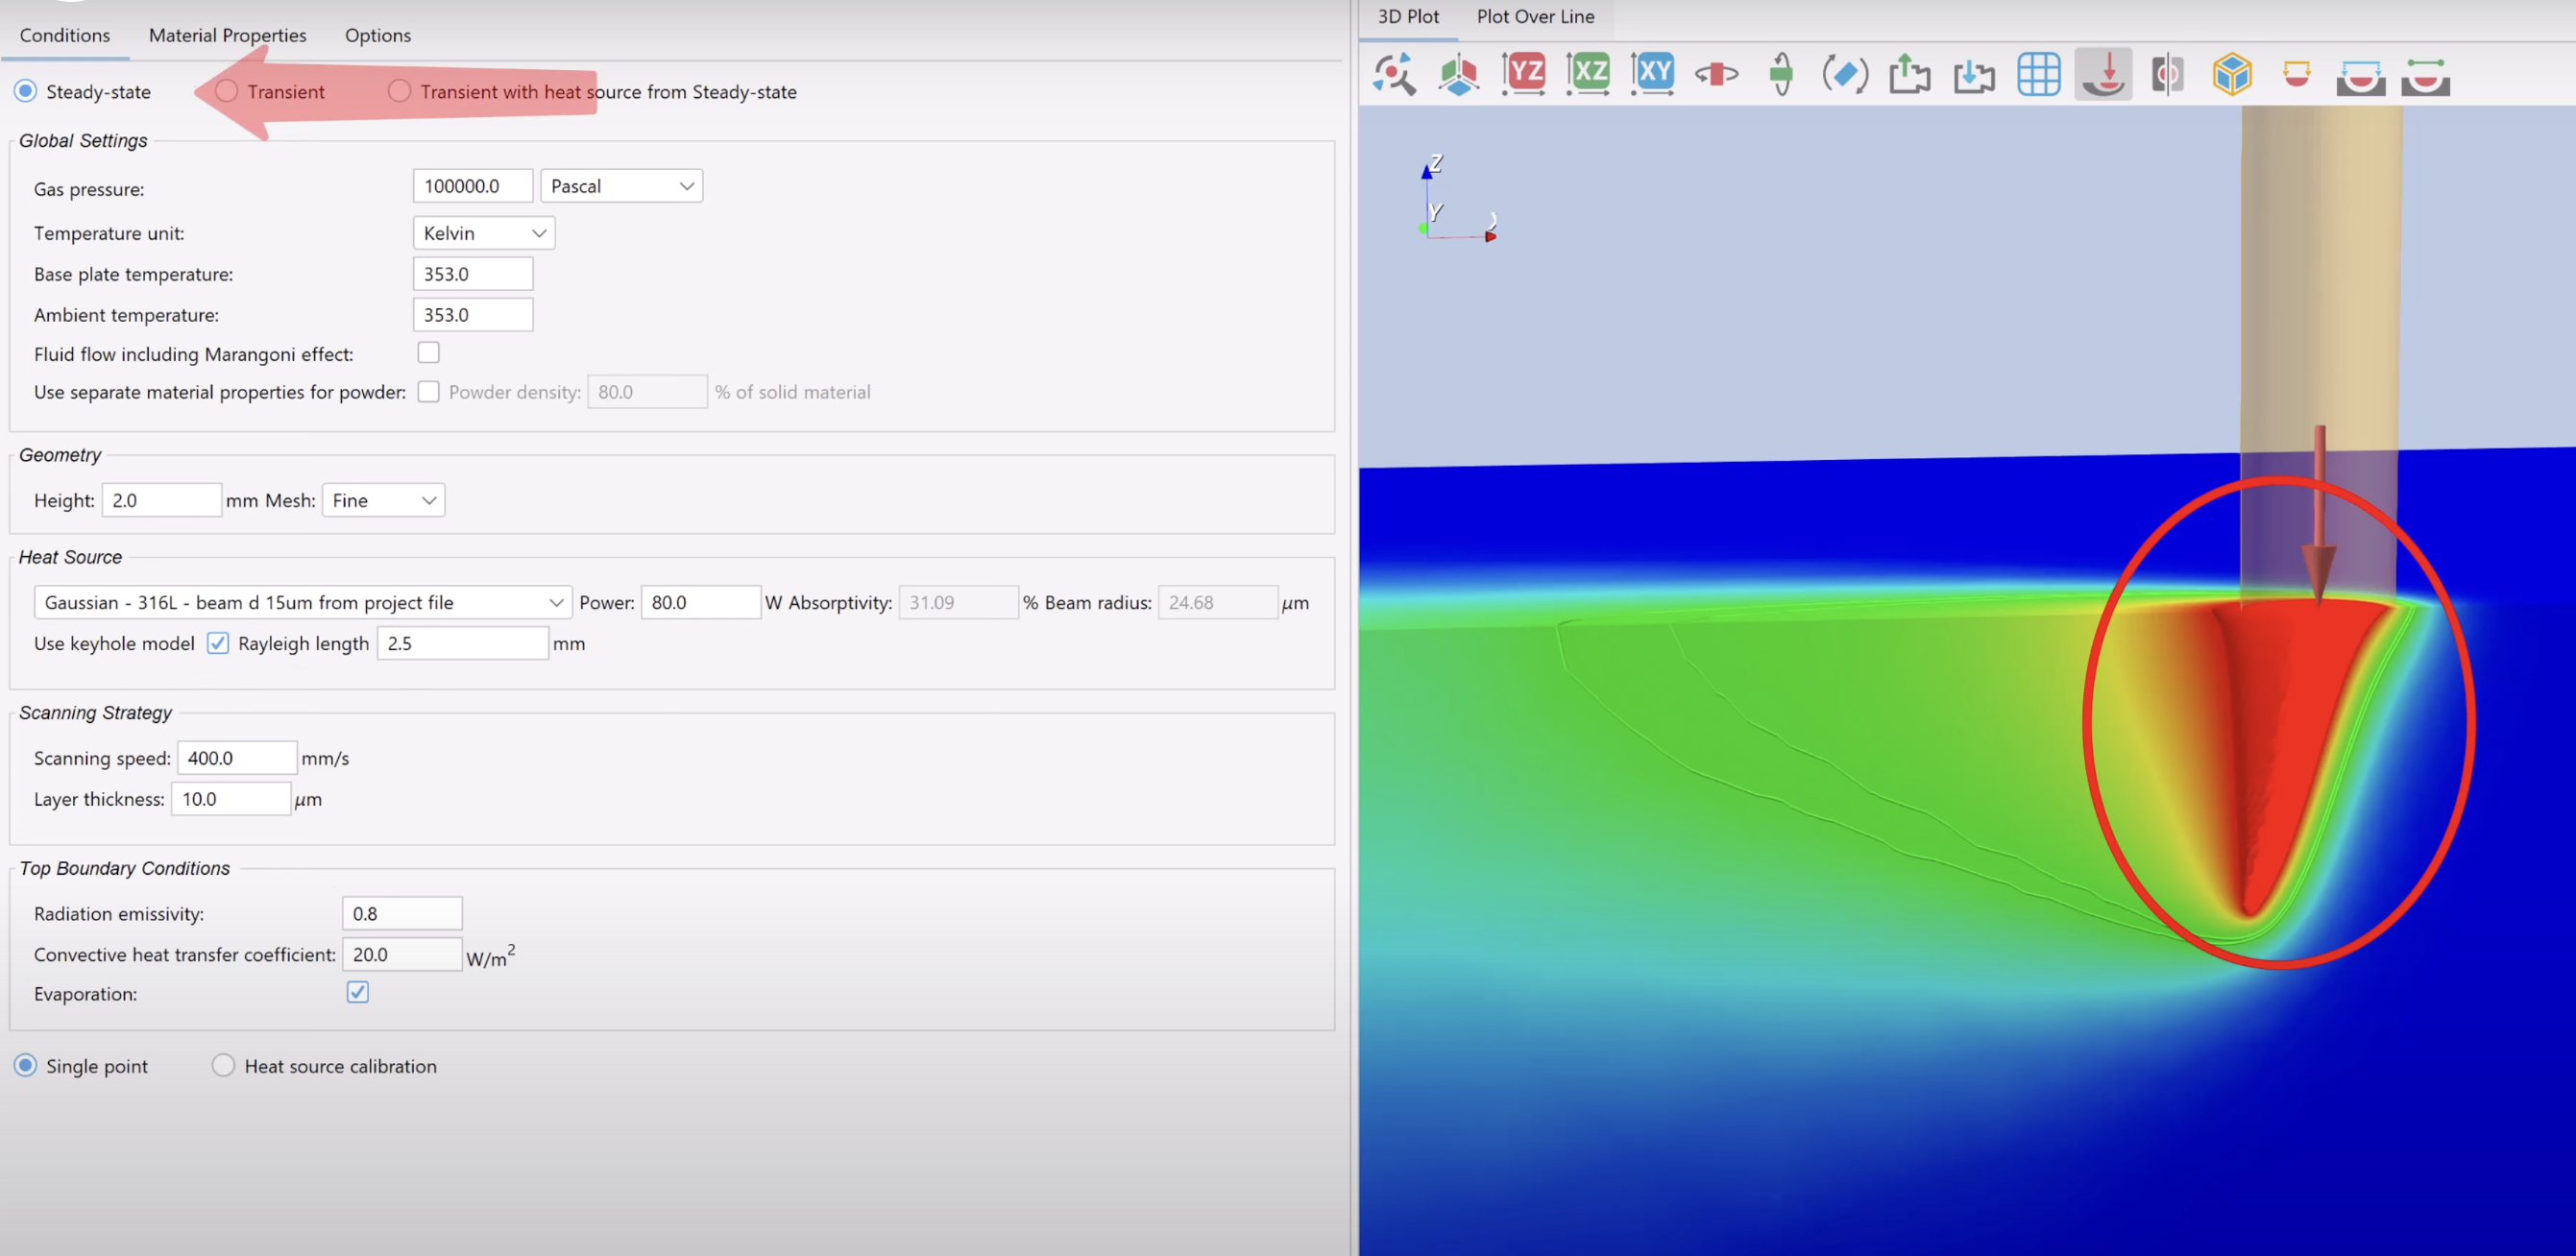 Conditions Material Properties Options
Steady-state Transient Transient with heat source from Steady-state
Global Settings
Gas pressure: 100000.0 Pascal
Temperature unit: Kelvin
Base plate temperature: 353.0
Ambient temperature: 353.0
Fluid flow including Marangoni effect:
Use separate material properties for powder: Powder density: 80.0 % of solid material
Geometry
Height: 2.0 mm Mesh: Fine
Heat Source
Gaussian - 316L - beam d 15um from project file Power: 80.0 W Absorptivity: 31.09 % Beam radius: 24.68 μm
Use keyhole model Rayleigh length 2.5 mm
Scanning Strategy
Scanning speed: 400.0 mm/s
Layer thickness: 10.0 μm
Top Boundary Conditions
Radiation emissivity: 0.8
Convective heat transfer coefficient: 20.0 W/m²
Evaporation:
Single point Heat source calibration
3D Plot Plot Over Line
YZ XZ XY
Z
Y